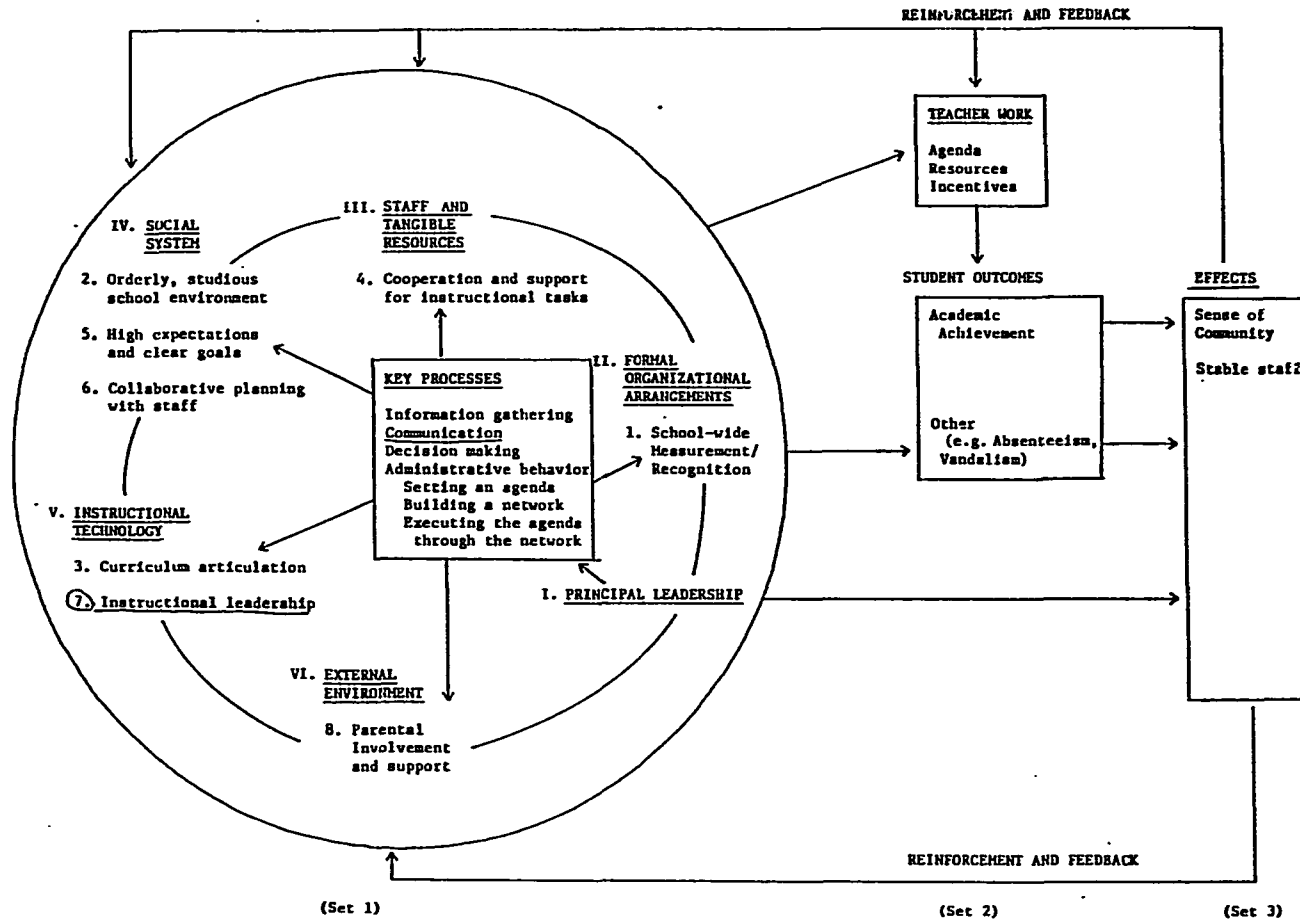 REINFORCEMENT AND FEEDBACK
TEACHER WORK
Agenda
Resources
Incentives
III. STAFF AND
TANGIBLE
RESOURCES
IV. SOCIAL
SYSTEM
2. Orderly, studious
school environment
4. Cooperation and support
for instructional tasks
5. High expectations
and clear goals
6. Collaborative planning
with staff
KEY PROCESSES
Information gathering
Communication
Decision making
Administrative behavior
Setting an agenda
Building a network
Executing the agenda
through the network
II. FORMAL
ORGANIZATIONAL
ARRANGEMENTS
1. School-wide
Measurement/
Recognition
V. INSTRUCTIONAL
TECHNOLOGY
3. Curriculum articulation
7. Instructional leadership
I. PRINCIPAL LEADERSHIP
VI. EXTERNAL
ENVIRONMENT
8. Parental
Involvement
and support
STUDENT OUTCOMES
Academic
Achievement
Other
(e.g. Absenteeism,
Vandalism)
EFFECTS
Sense of
Community
Stable staff
REINFORCEMENT AND FEEDBACK
(Set 1)
(Set 2)
(Set 3)